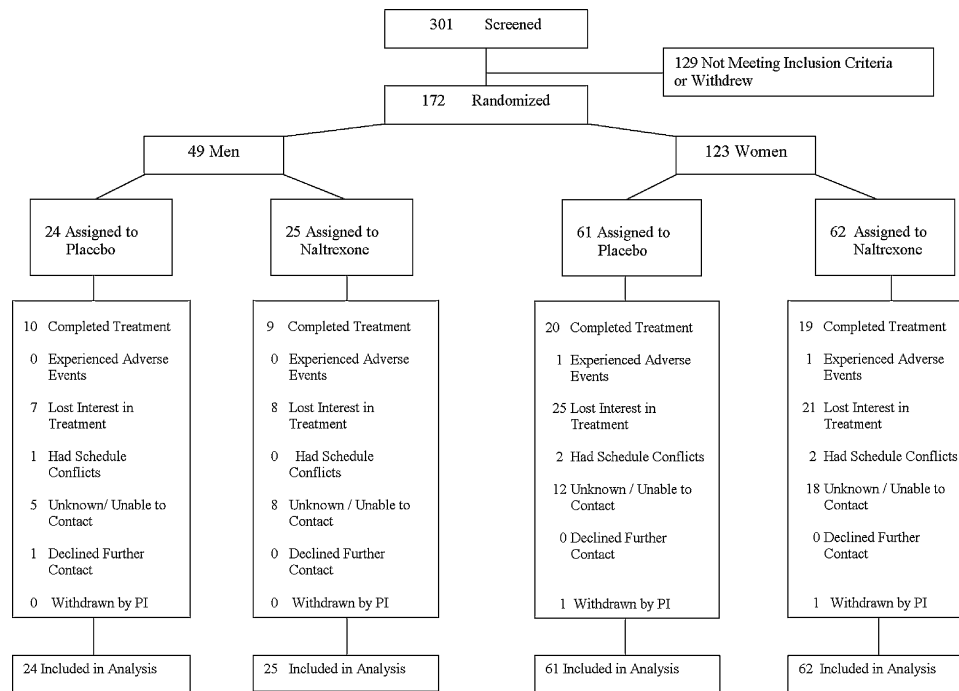 301 Screened
129 Not Meeting Inclusion Criteria
or Withdrew
172 Randomized
49 Men
123 Women
24 Assigned to
Placebo
25 Assigned to
Naltrexone
61 Assigned to
Placebo
62 Assigned to
Naltrexone
10 Completed Treatment
0 Experienced Adverse
Events
7 Lost Interest in
Treatment
1 Had Schedule
Conflicts
5 Unknown/ Unable to
Contact
1 Declined Further
Contact
0 Withdrawn by PI
9 Completed Treatment
0 Experienced Adverse
Events
8 Lost Interest in
Treatment
0 Had Schedule
Conflicts
8 Unknown / Unable to
Contact
0 Declined Further
Contact
0 Withdrawn by PI
20 Completed Treatment
1 Experienced Adverse
Events
25 Lost Interest in
Treatment
2 Had Schedule Conflicts
12 Unknown / Unable to
Contact
0 Declined Further
Contact
1 Withdrawn by PI
19 Completed Treatment
1 Experienced Adverse
Events
21 Lost Interest in
Treatment
2 Had Schedule Conflicts
18 Unknown / Unable to
Contact
0 Declined Further
Contact
1 Withdrawn by PI
24 Included in Analysis
25 Included in Analysis
61 Included in Analysis
62 Included in Analysis